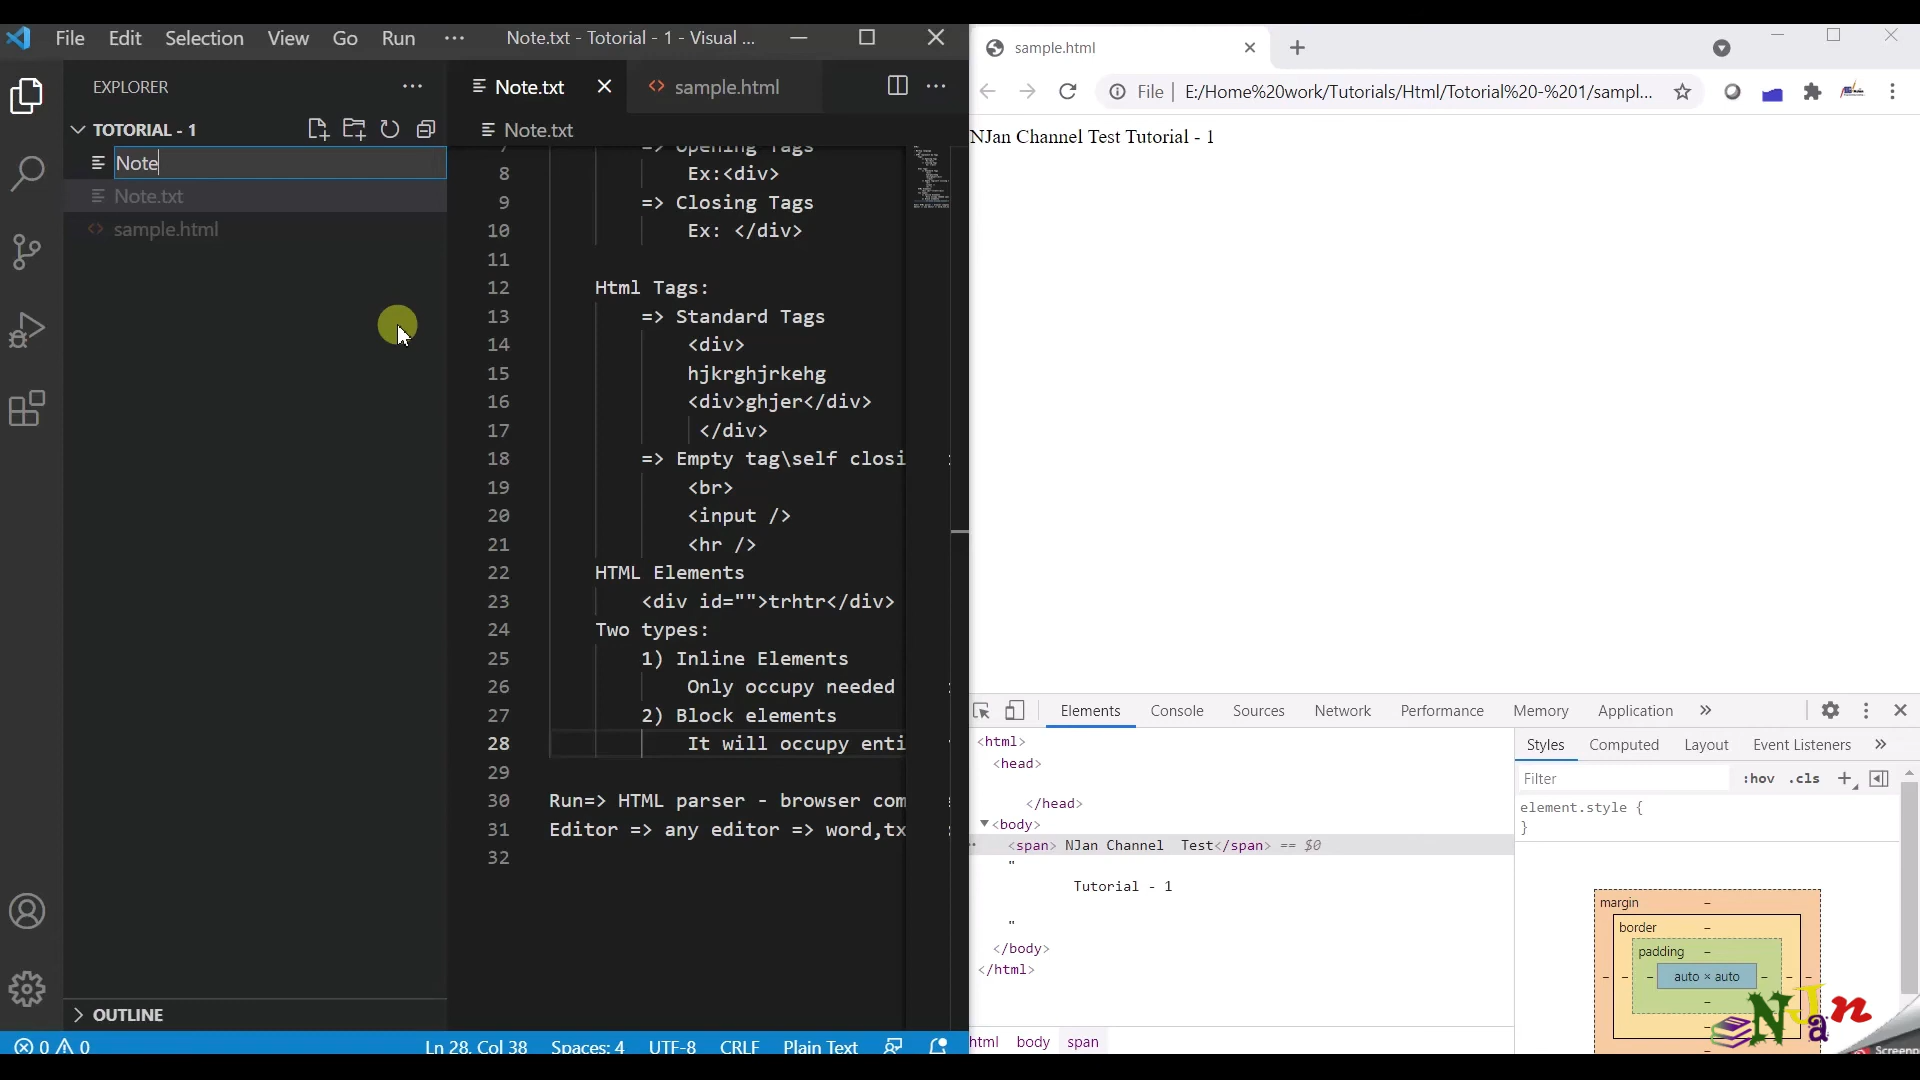 File Edit Selection View Go Run ··· Note.txt - Totorial - 1 - Visual ...
EXPLORER
TOTORIAL - 1
Note
Note.txt
sample.html
OUTLINE
Note.txt
sample.html
Note.txt
7 => Opening Tags
8 Ex:<div>
9 => Closing Tags
10 Ex: </div>
11
12 Html Tags:
13 => Standard Tags
14 <div>
15 hjkrghjrkehg
16 <div>ghjer</div>
17 </div>
18 => Empty tag\self closi
19 <br>
20 <input />
21 <hr />
22 HTML Elements
23 <div id="">trhtr</div>
24 Two types:
25 1) Inline Elements
26 Only occupy needed
27 2) Block elements
28 It will occupy enti
29
30 Run=> HTML parser - browser com
31 Editor => any editor => word,tx
32
0 0 Ln 28, Col 38 Spaces: 4 UTF-8 CRLF Plain Text
sample.html
File | E:/Home%20work/Tutorials/Html/Totorial%20-%201/sampl...
NJan Channel Test Tutorial - 1
Elements Console Sources Network Performance Memory Application »
<html>
<head>
</head>
<body>
<span> NJan Channel Test</span> == $0
"
Tutorial - 1
"
</body>
</html>
html body span
Styles Computed Layout Event Listeners »
Filter :hov .cls +
element.style {
}
margin –
border –
padding –
– – – auto × auto – – –
–
–
–
NJan
Screenp